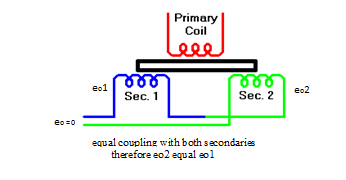 Primary
Coil
eo1
Sec. 1
Sec. 2
eo2
eo=0
equal coupling with both secondaries
therefore eo2 equal eo1